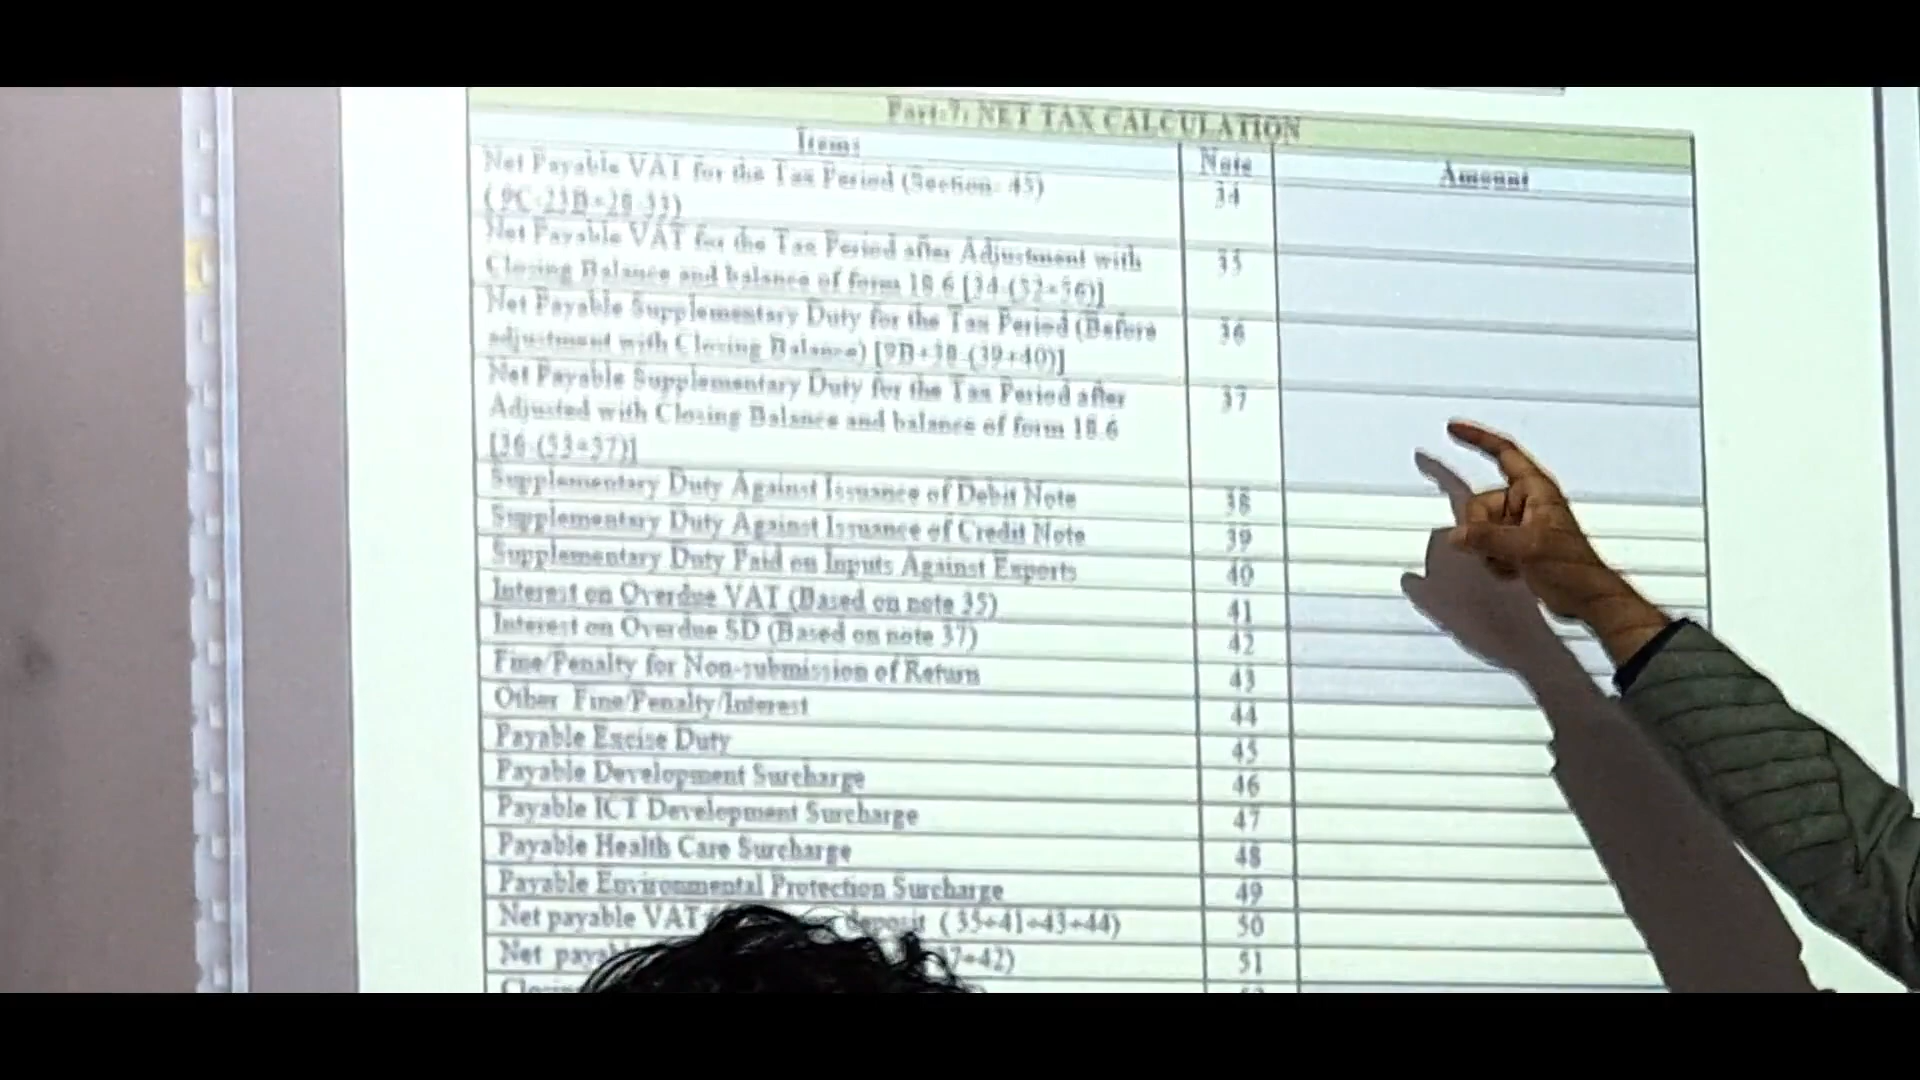 Part-7: NET TAX CALCULATION
Items Note Amount
Net Payable VAT for the Tax Period (Section- 45) 34
(9C-23B+28-33)
Net Payable VAT for the Tax Period after Adjustment with 35
Closing Balance and balance of form 18.6 [34-(52+56)]
Net Payable Supplementary Duty for the Tax Period (Before 36
adjustment with Closing Balance) [9B+38-(39+40)]
Net Payable Supplementary Duty for the Tax Period after 37
Adjusted with Closing Balance and balance of form 18.6
[36-(53+57)]
Supplementary Duty Against Issuance of Debit Note 38
Supplementary Duty Against Issuance of Credit Note 39
Supplementary Duty Paid on Inputs Against Exports 40
Interest on Overdue VAT (Based on note 35) 41
Interest on Overdue SD (Based on note 37) 42
Fine/Penalty for Non-submission of Return 43
Other Fine/Penalty/Interest 44
Payable Excise Duty 45
Payable Development Surcharge 46
Payable ICT Development Surcharge 47
Payable Health Care Surcharge 48
Payable Environmental Protection Surcharge 49
Net payable VAT deposit (35+41+43+44) 50
Net +42) 51